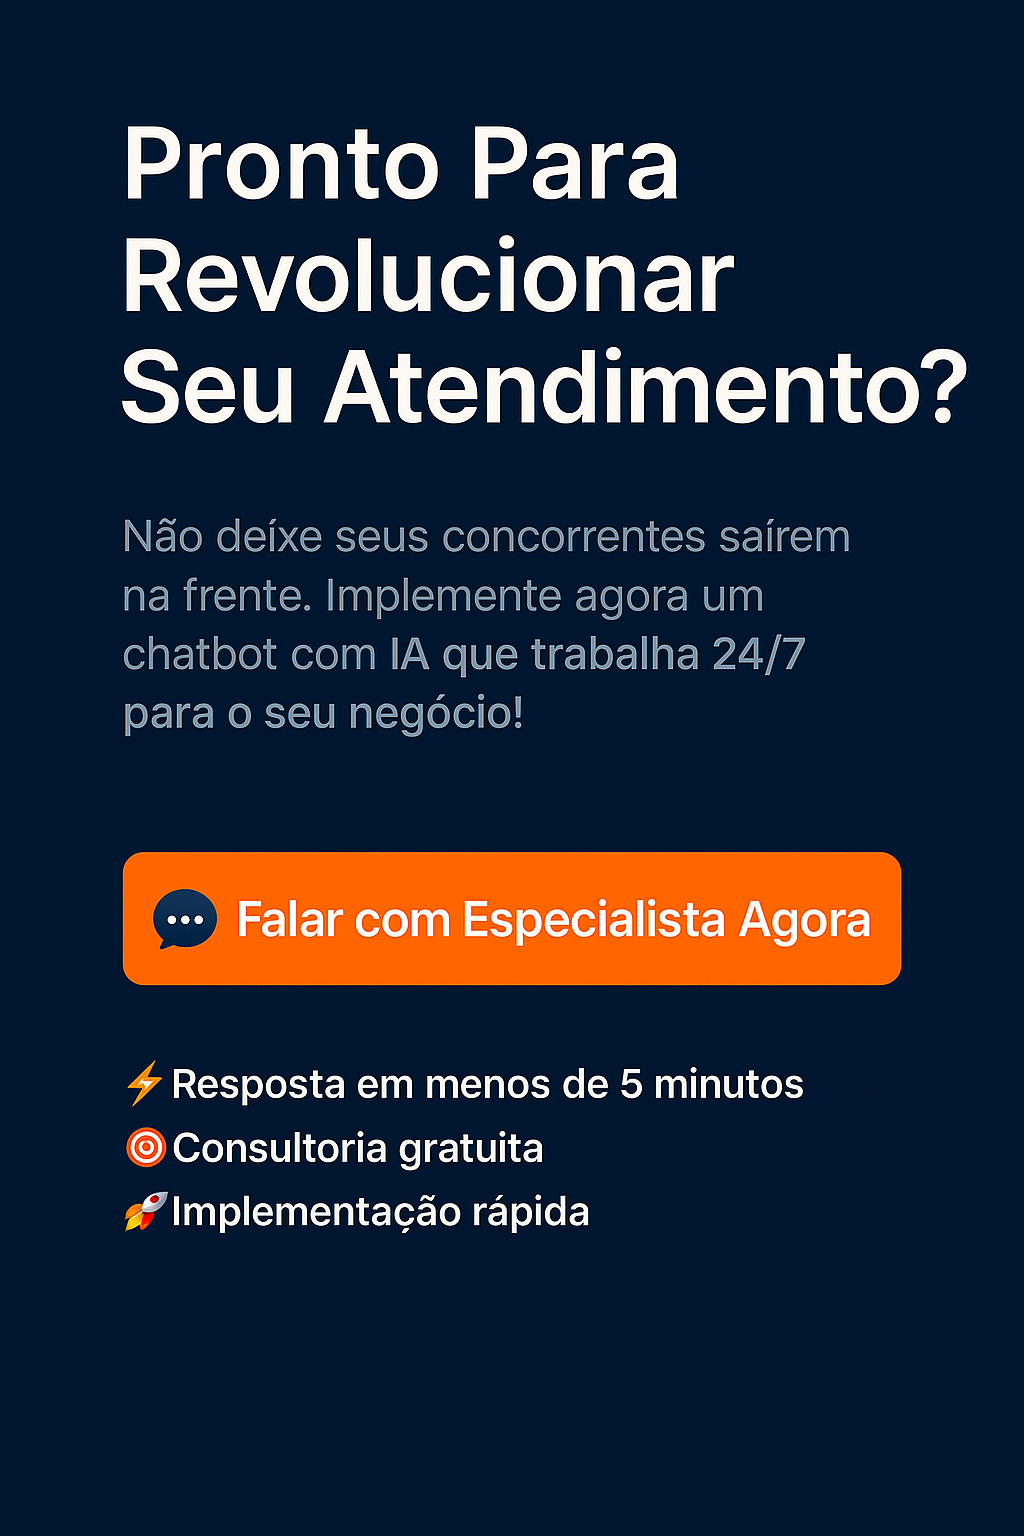 Pronto Para
Revolucionar
Seu Atendimento?
Não deíxe seus concorrentes saírem
na frente. Implemente agora um
chatbot com IA que trabalha 24/7
para o seu negócio!
Falar com Especialista Agora
⚡Resposta em menos de 5 minutos
🎯Consultoria gratuita
🚀Implementação rápida